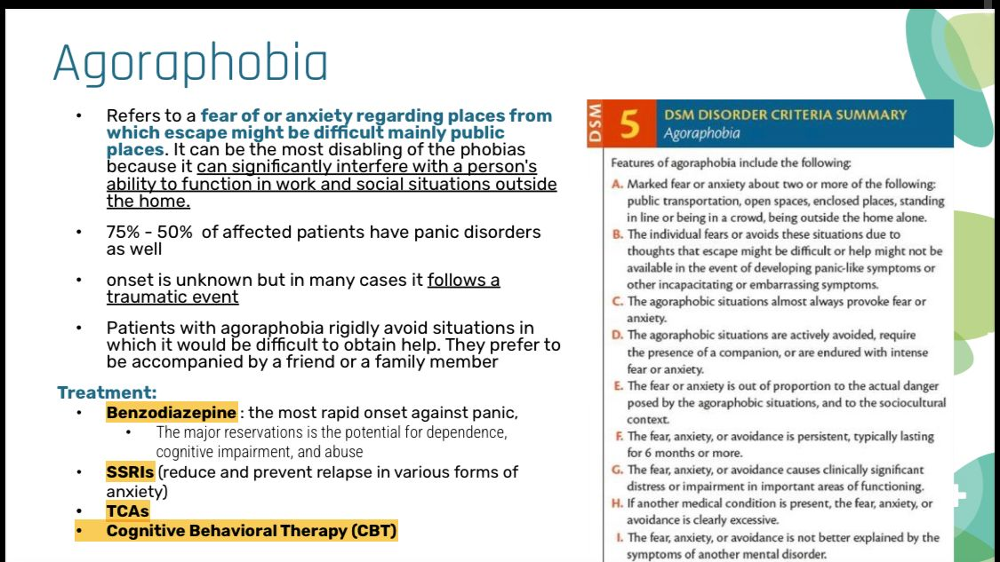 Agoraphobia
• Refers to a fear of or anxiety regarding places from
which escape might be difficult mainly public
places. It can be the most disabling of the phobias
because it can significantly interfere with a person's
ability to function in work and social situations outside
the home.
• 75% - 50% of affected patients have panic disorders
as well
• onset is unknown but in many cases it follows a
traumatic event
• Patients with agoraphobia rigidly avoid situations in
which it would be difficult to obtain help. They prefer to
be accompanied by a friend or a family member
Treatment:
• Benzodiazepine : the most rapid onset against panic,
• The major reservations is the potential for dependence,
cognitive impairment, and abuse
• SSRIs (reduce and prevent relapse in various forms of
anxiety)
• TCAs
• Cognitive Behavioral Therapy (CBT)
DSM 5 DSM DISORDER CRITERIA SUMMARY
Agoraphobia
Features of agoraphobia include the following:
A. Marked fear or anxiety about two or more of the following:
public transportation, open spaces, enclosed places, standing
in line or being in a crowd, being outside the home alone.
B. The individual fears or avoids these situations due to
thoughts that escape might be difficult or help might not be
available in the event of developing panic-like symptoms or
other incapacitating or embarrassing symptoms.
C. The agoraphobic situations almost always provoke fear or
anxiety.
D. The agoraphobic situations are actively avoided, require
the presence of a companion, or are endured with intense
fear or anxiety.
E. The fear or anxiety is out of proportion to the actual danger
posed by the agoraphobic situations, and to the sociocultural
context.
F. The fear, anxiety, or avoidance is persistent, typically lasting
for 6 months or more.
G. The fear, anxiety, or avoidance causes clinically significant
distress or impairment in important areas of functioning.
H. If another medical condition is present, the fear, anxiety, or
avoidance is clearly excessive.
I. The fear, anxiety, or avoidance is not better explained by the
symptoms of another mental disorder.